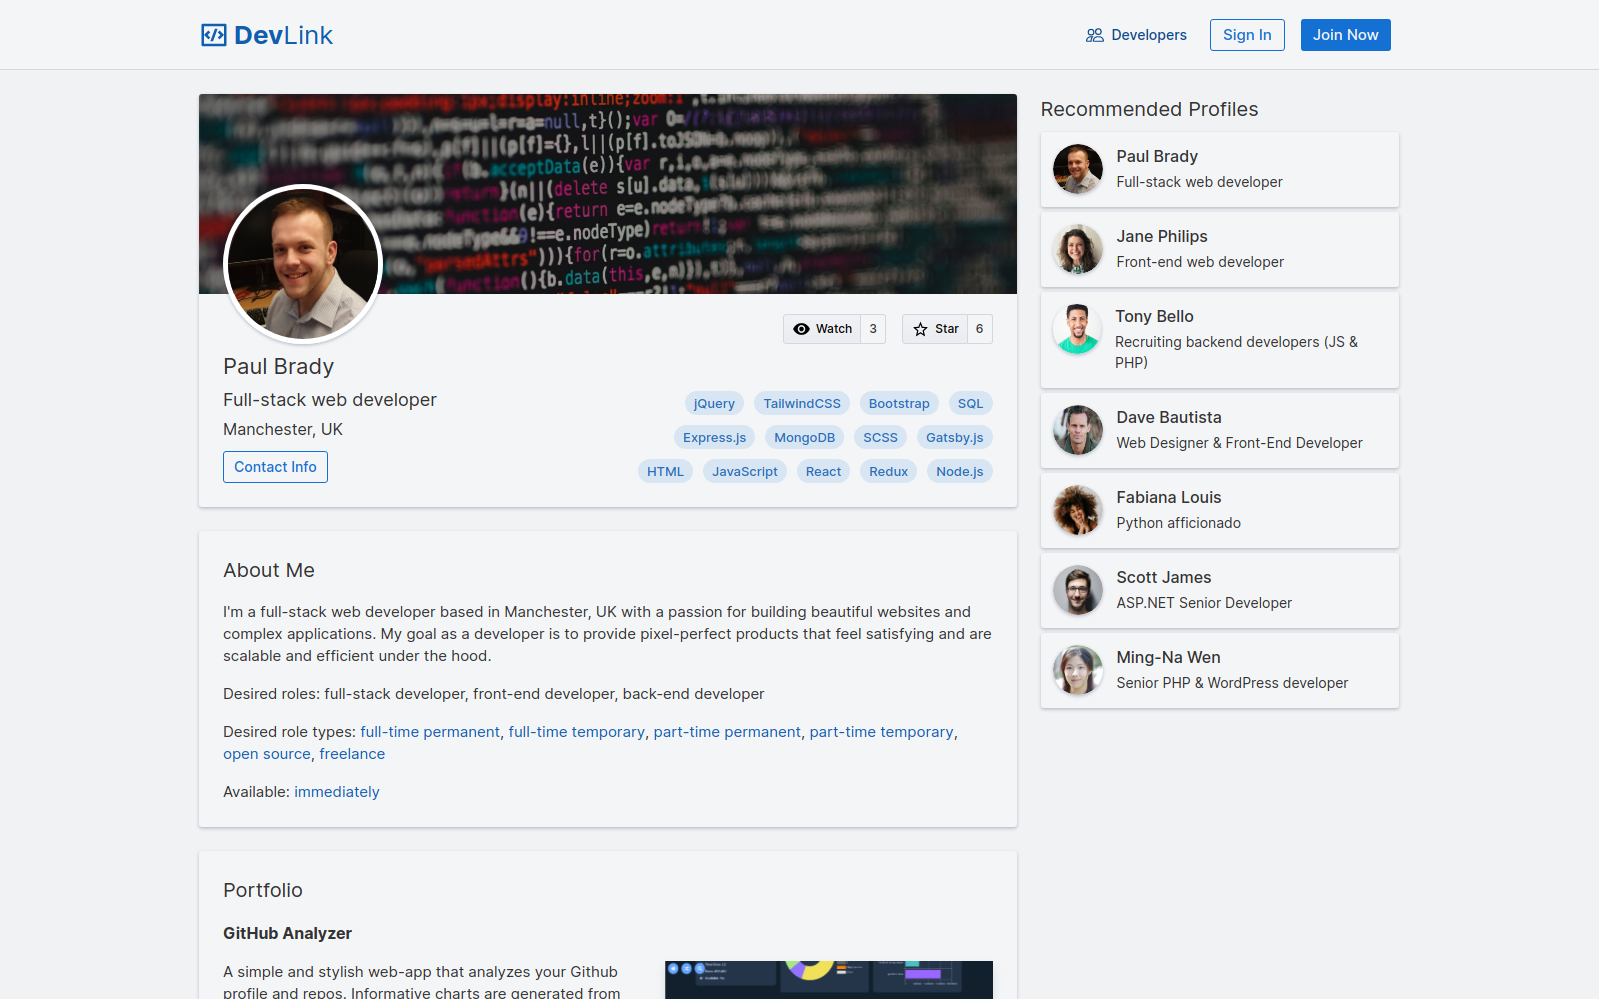 DevLink
Developers
Sign In
Join Now
Paul Brady
Full-stack web developer
Manchester, UK
Contact Info
Watch 3
Star 6
jQuery TailwindCSS Bootstrap SQL
Express.js MongoDB SCSS Gatsby.js
HTML JavaScript React Redux Node.js
About Me
I'm a full-stack web developer based in Manchester, UK with a passion for building beautiful websites and
complex applications. My goal as a developer is to provide pixel-perfect products that feel satisfying and are
scalable and efficient under the hood.
Desired roles: full-stack developer, front-end developer, back-end developer
Desired role types: full-time permanent, full-time temporary, part-time permanent, part-time temporary,
open source, freelance
Available: immediately
Portfolio
GitHub Analyzer
A simple and stylish web-app that analyzes your Github
profile and repos. Informative charts are generated from
Recommended Profiles
Paul Brady
Full-stack web developer
Jane Philips
Front-end web developer
Tony Bello
Recruiting backend developers (JS &
PHP)
Dave Bautista
Web Designer & Front-End Developer
Fabiana Louis
Python afficionado
Scott James
ASP.NET Senior Developer
Ming-Na Wen
Senior PHP & WordPress developer